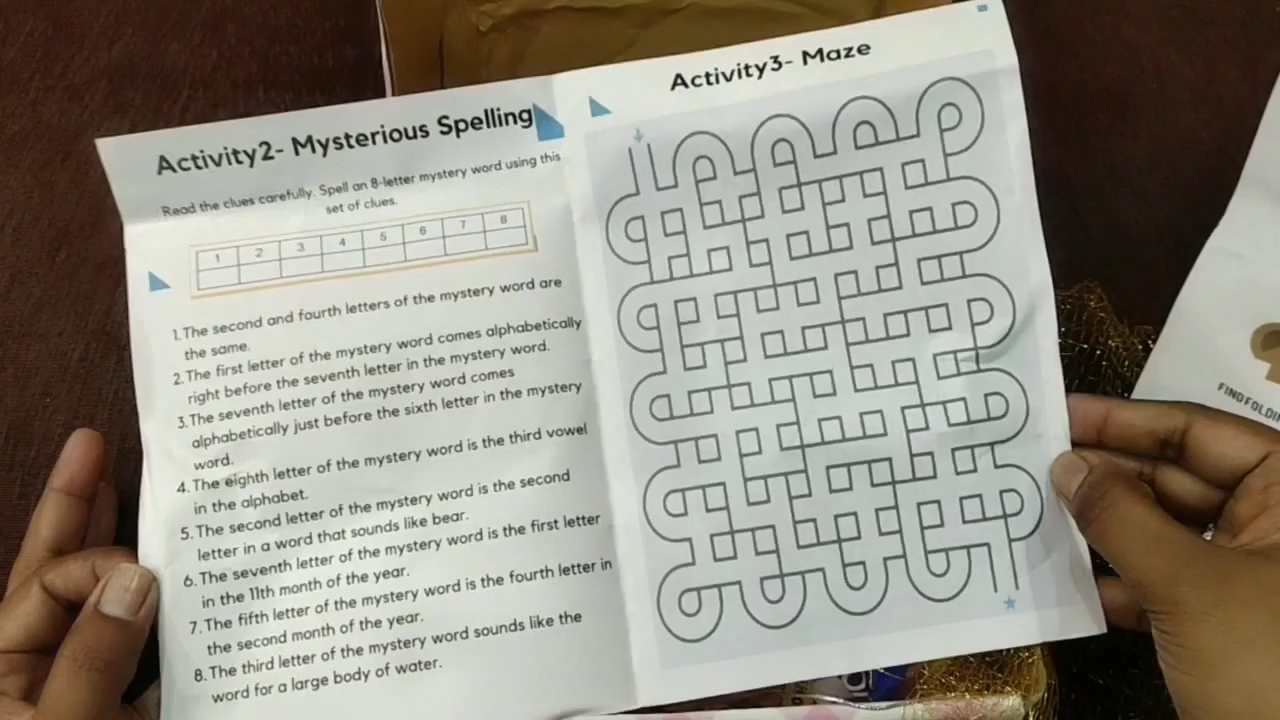 Activity2- Mysterious Spelling
Read the clues carefully. Spell an 8-letter mystery word using this
set of clues.
1 2 3 4 5 6 7 8
1. The second and fourth letters of the mystery word are
the same.
2. The first letter of the mystery word comes alphabetically
right before the seventh letter in the mystery word.
3. The seventh letter of the mystery word comes
alphabetically just before the sixth letter in the mystery
word.
4. The eighth letter of the mystery word is the third vowel
in the alphabet.
5. The second letter of the mystery word is the second
letter in a word that sounds like bear.
6. The seventh letter of the mystery word is the first letter
in the 11th month of the year.
7. The fifth letter of the mystery word is the fourth letter in
the second month of the year.
8. The third letter of the mystery word sounds like the
word for a large body of water.
Activity3- Maze